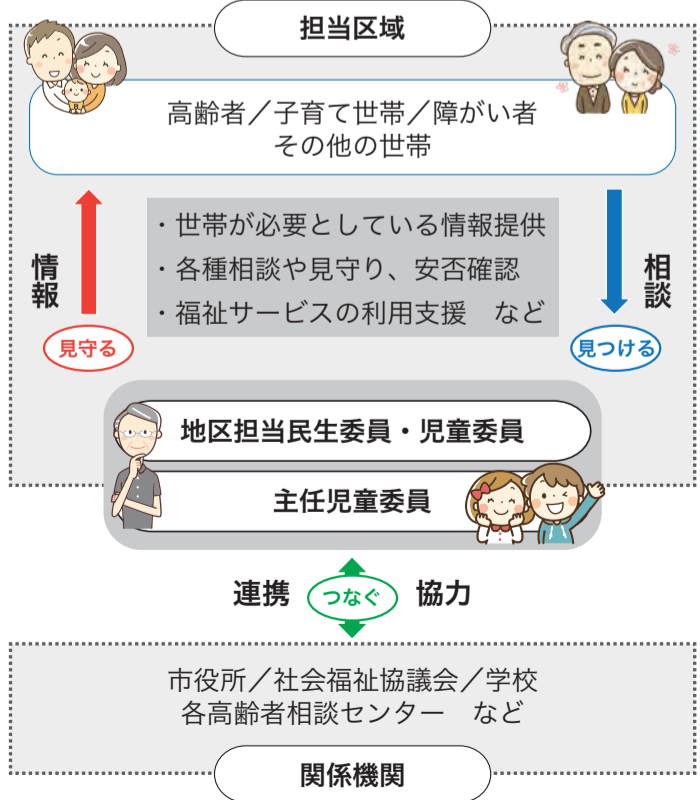 担当区域
高齢者／子育て世帯／障がい者
その他の世帯
・世帯が必要としている情報提供
・各種相談や見守り、安否確認
・福祉サービスの利用支援　など
情報
相談
見守る
見つける
地区担当民生委員・児童委員
主任児童委員
連携
つなぐ
協力
市役所／社会福祉協議会／学校
各高齢者相談センター　など
関係機関